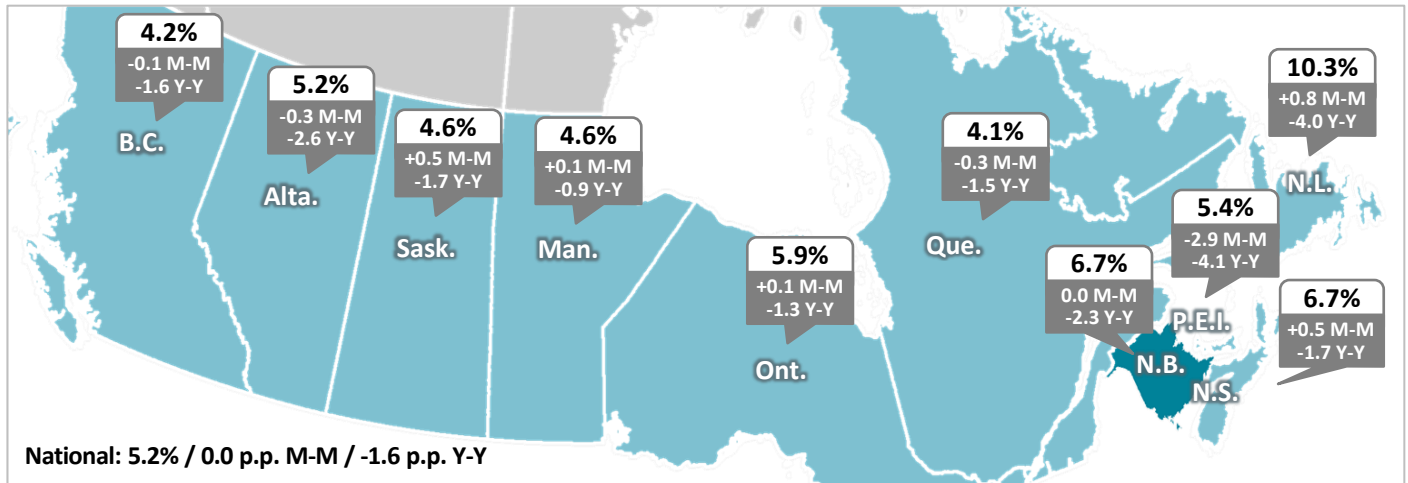 4.2%
-0.1 M-M
-1.6 Y-Y
B.C.
5.2%
-0.3 M-M
-2.6 Y-Y
Alta.
4.6%
+0.5 M-M
-1.7 Y-Y
Sask.
4.6%
+0.1 M-M
-0.9 Y-Y
Man.
5.9%
+0.1 M-M
-1.3 Y-Y
Ont.
4.1%
-0.3 M-M
-1.5 Y-Y
Que.
10.3%
+0.8 M-M
-4.0 Y-Y
N.L.
5.4%
-2.9 M-M
-4.1 Y-Y
P.E.I.
6.7%
0.0 M-M
-2.3 Y-Y
N.B.
6.7%
+0.5 M-M
-1.7 Y-Y
N.S.
National: 5.2% / 0.0 p.p. M-M / -1.6 p.p. Y-Y